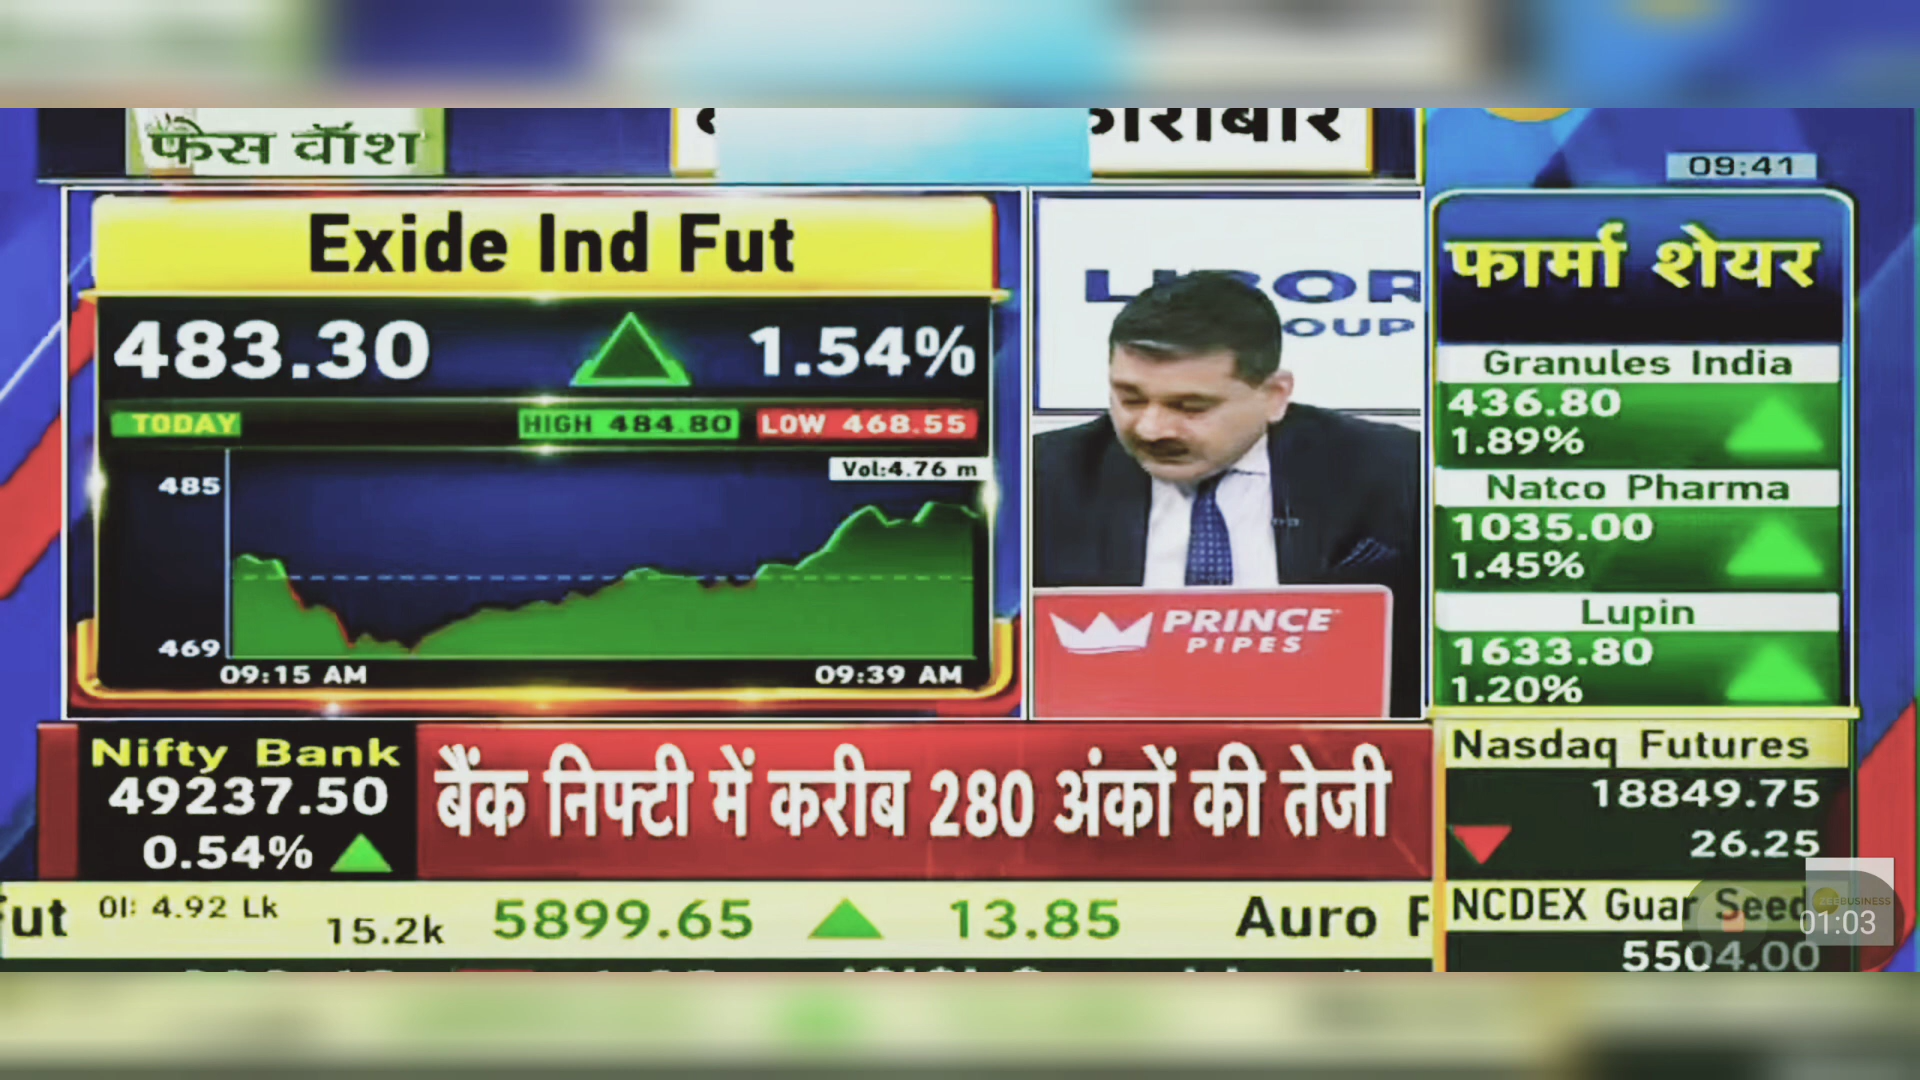 फेस वॉश
कारोबार
09:41
Exide Ind Fut
483.30 1.54%
TODAY HIGH 484.80 LOW 468.55
Vol:4.76 m
485
469
09:15 AM 09:39 AM
OUP
PRINCE
PIPES
फार्मा शेयर
Granules India
436.80
1.89%
Natco Pharma
1035.00
1.45%
Lupin
1633.80
1.20%
Nifty Bank
49237.50
0.54%
बैंक निफ्टी में करीब 280 अंकों की तेजी
Nasdaq Futures
18849.75
26.25
NCDEX Guar Seed
5504.00
ZEEBUSINESS
01:03
Fut OI: 4.92 Lk 15.2k 5899.65 13.85 Auro